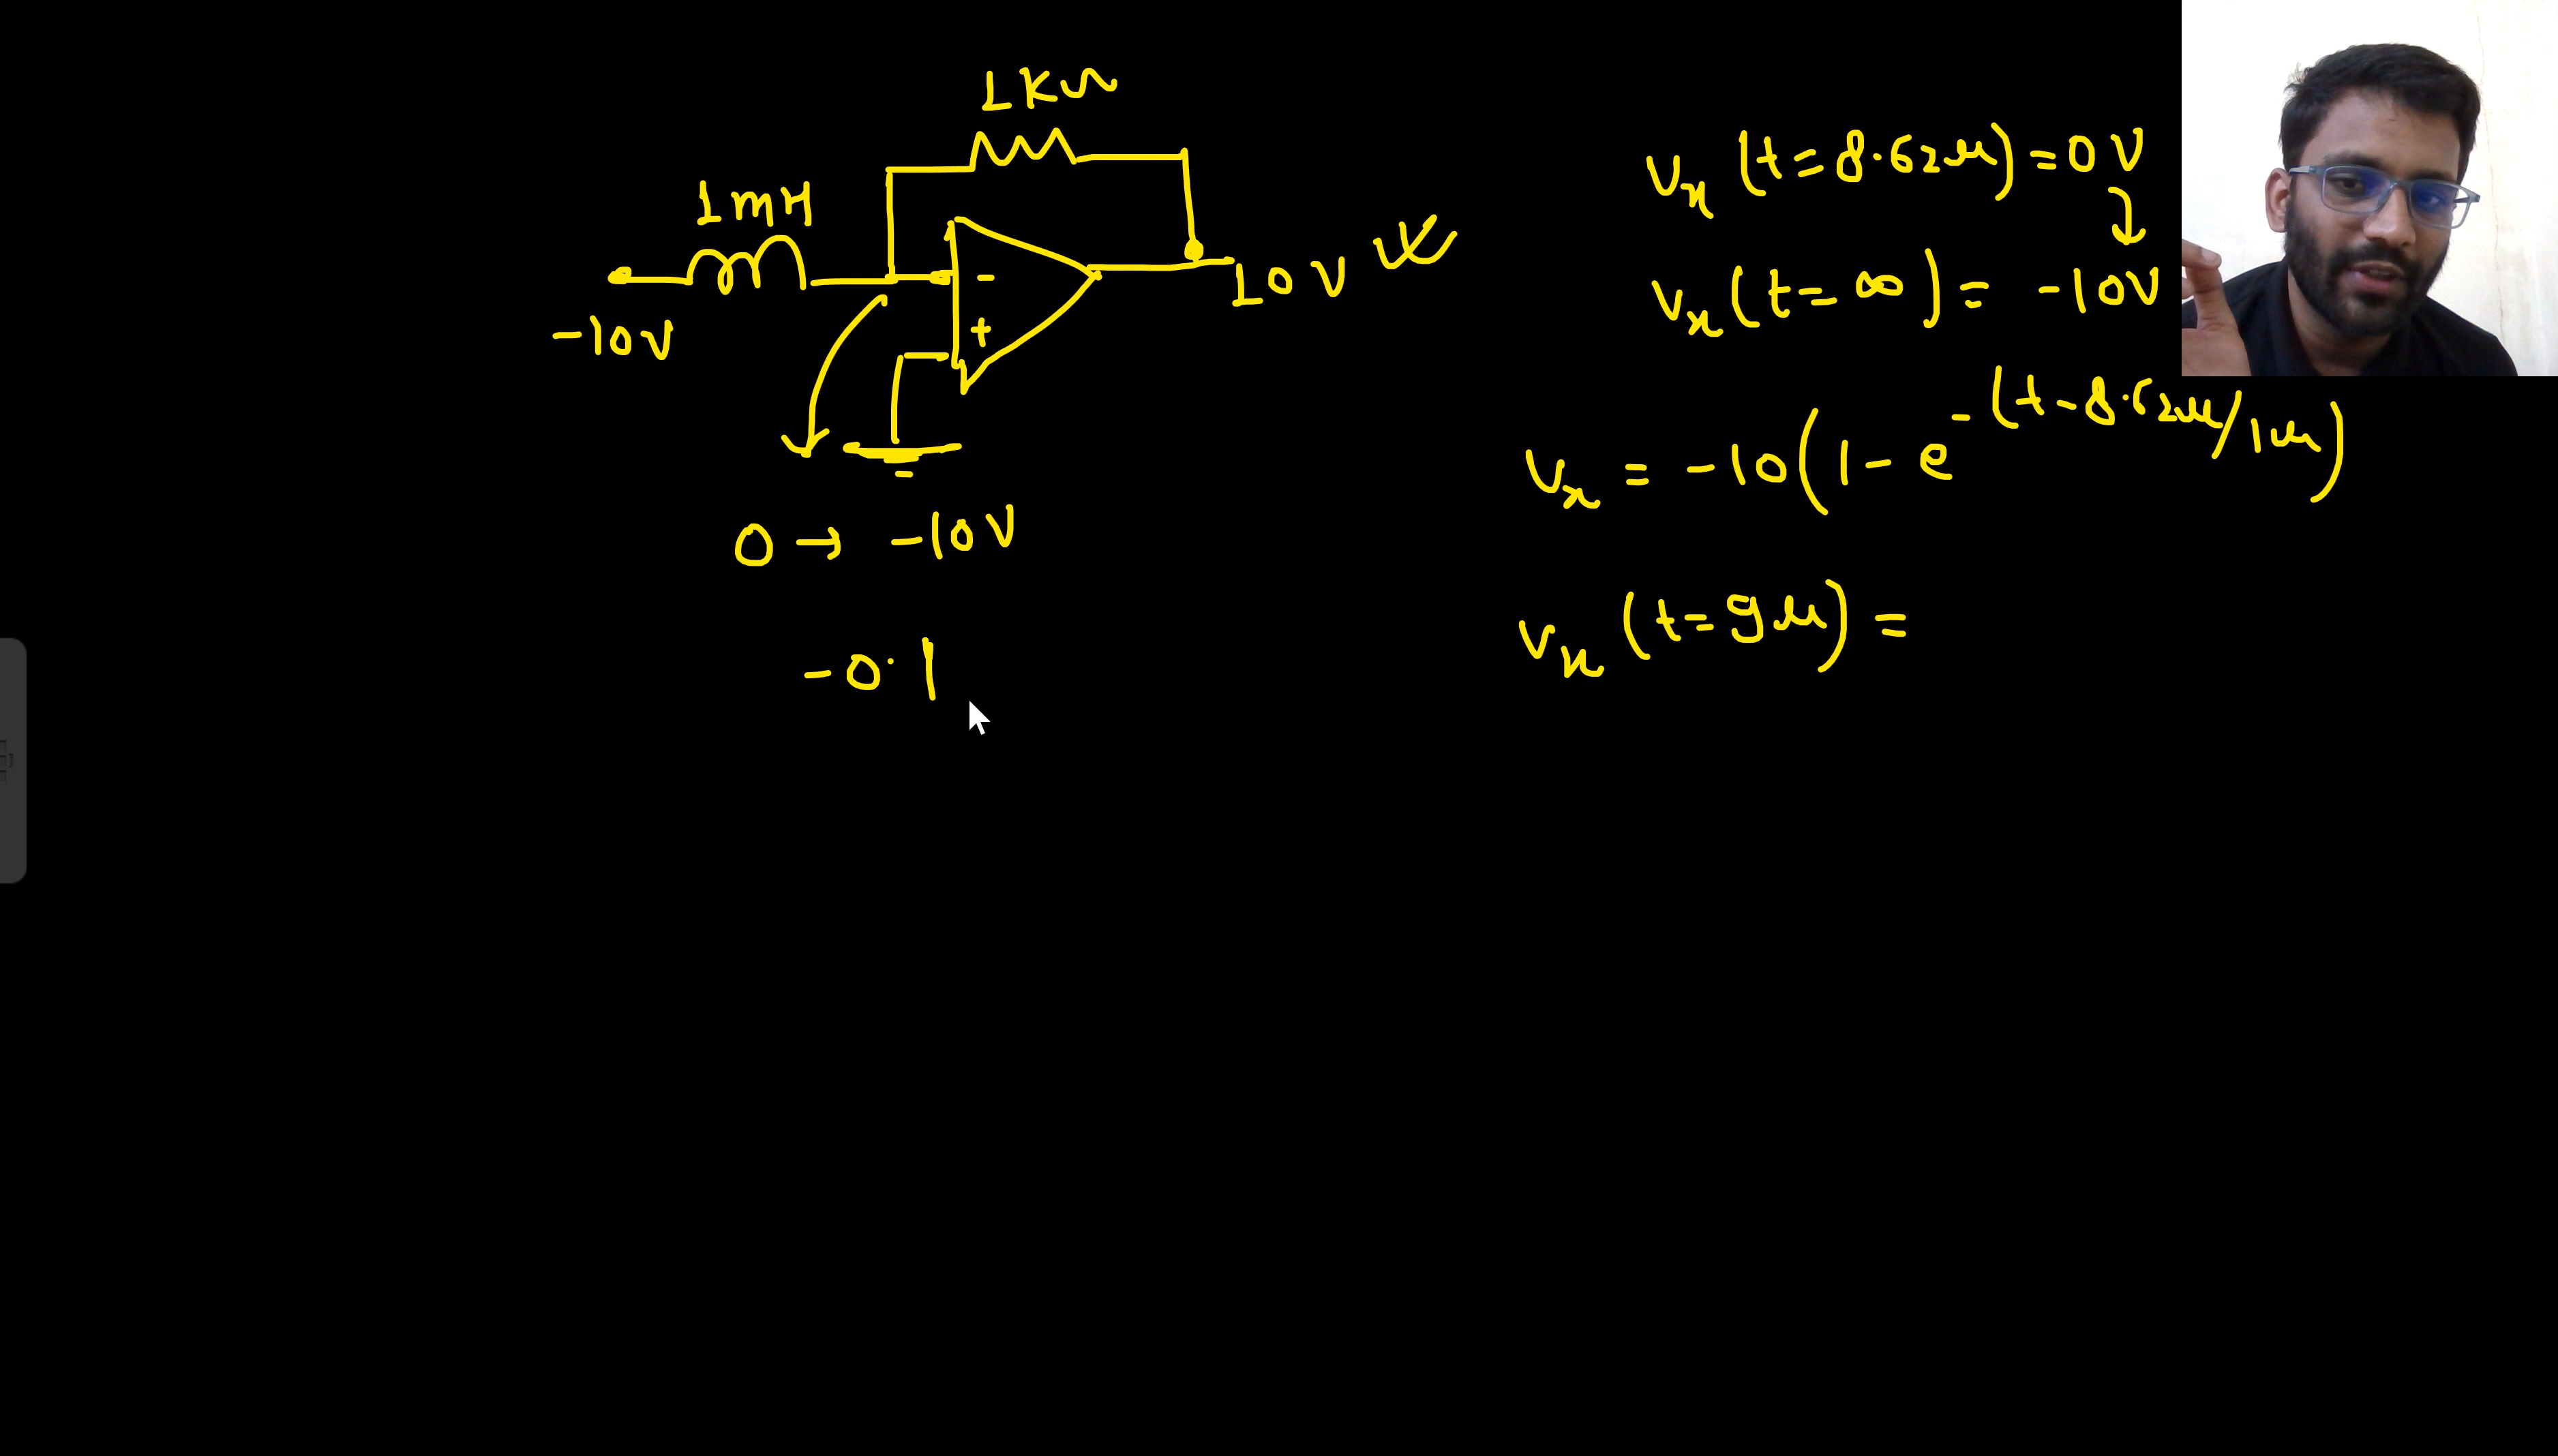 1KΩ
1mH
-10V
-
+
10V
0 → -10V
-0.1
Vx (t=8.62μ) = 0V
Vx (t=∞) = -10V
Vx = -10(1-e^-(t-8.62μ/1μ))
Vx (t=9μ) =